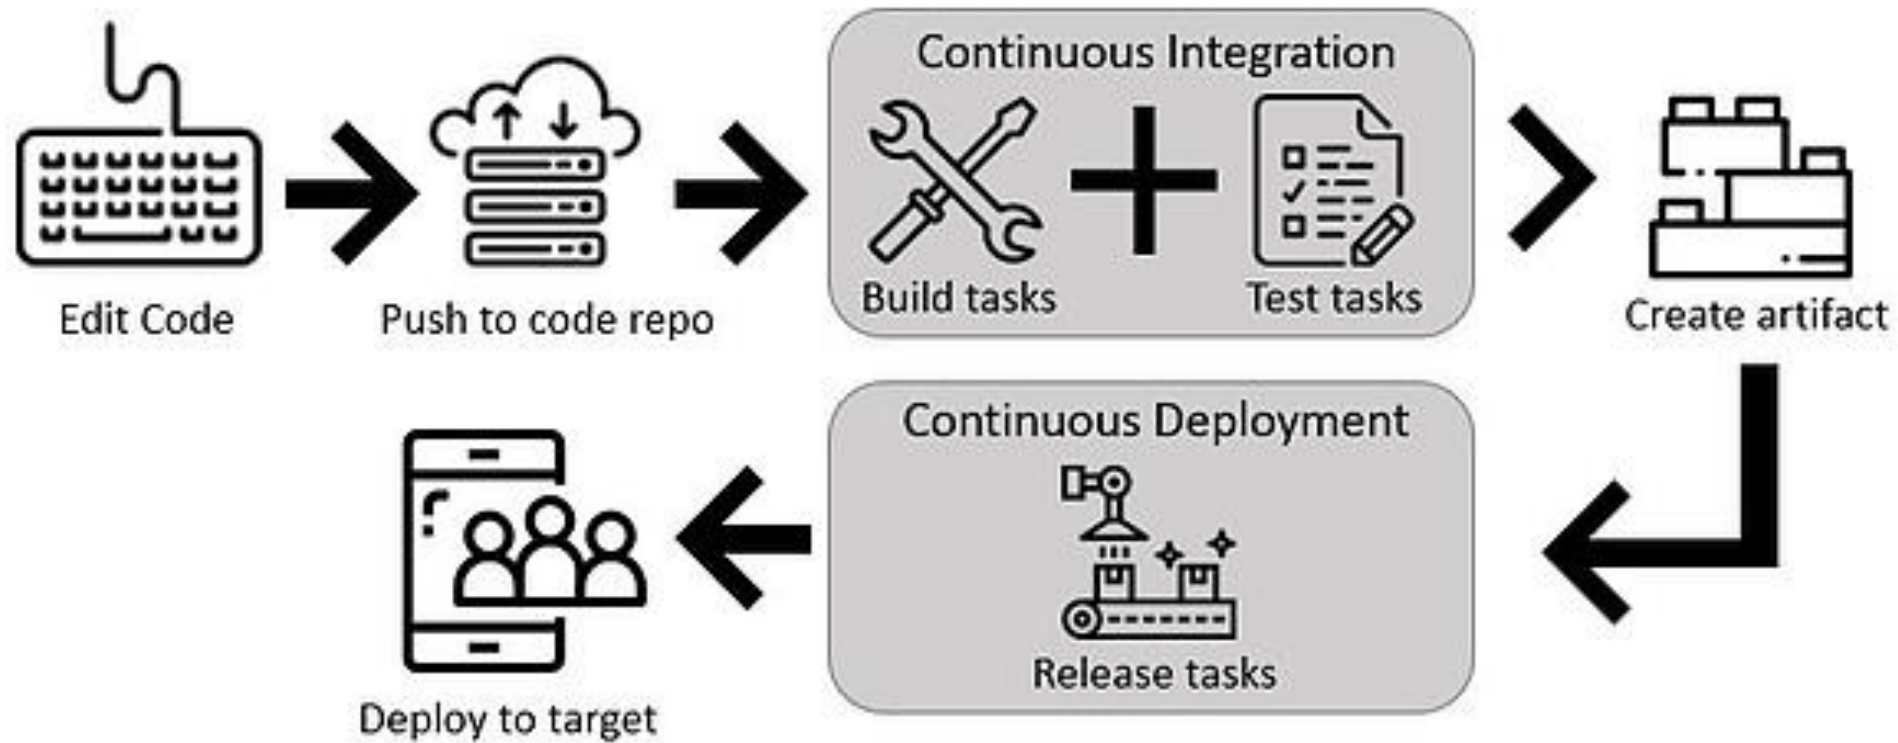 Continuous Integration
Build tasks
Test tasks
Edit Code
Push to code repo
Create artifact
Continuous Deployment
Release tasks
Deploy to target